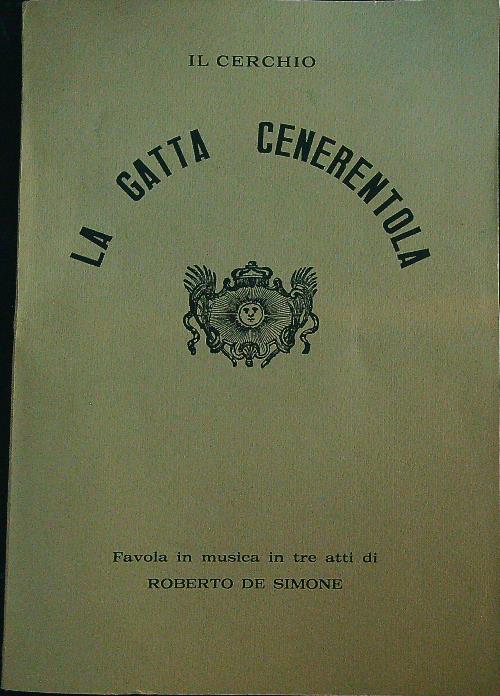 IL CERCHIO
LA GATTA CENERENTOLA
Favola in musica in tre atti di
ROBERTO DE SIMONE